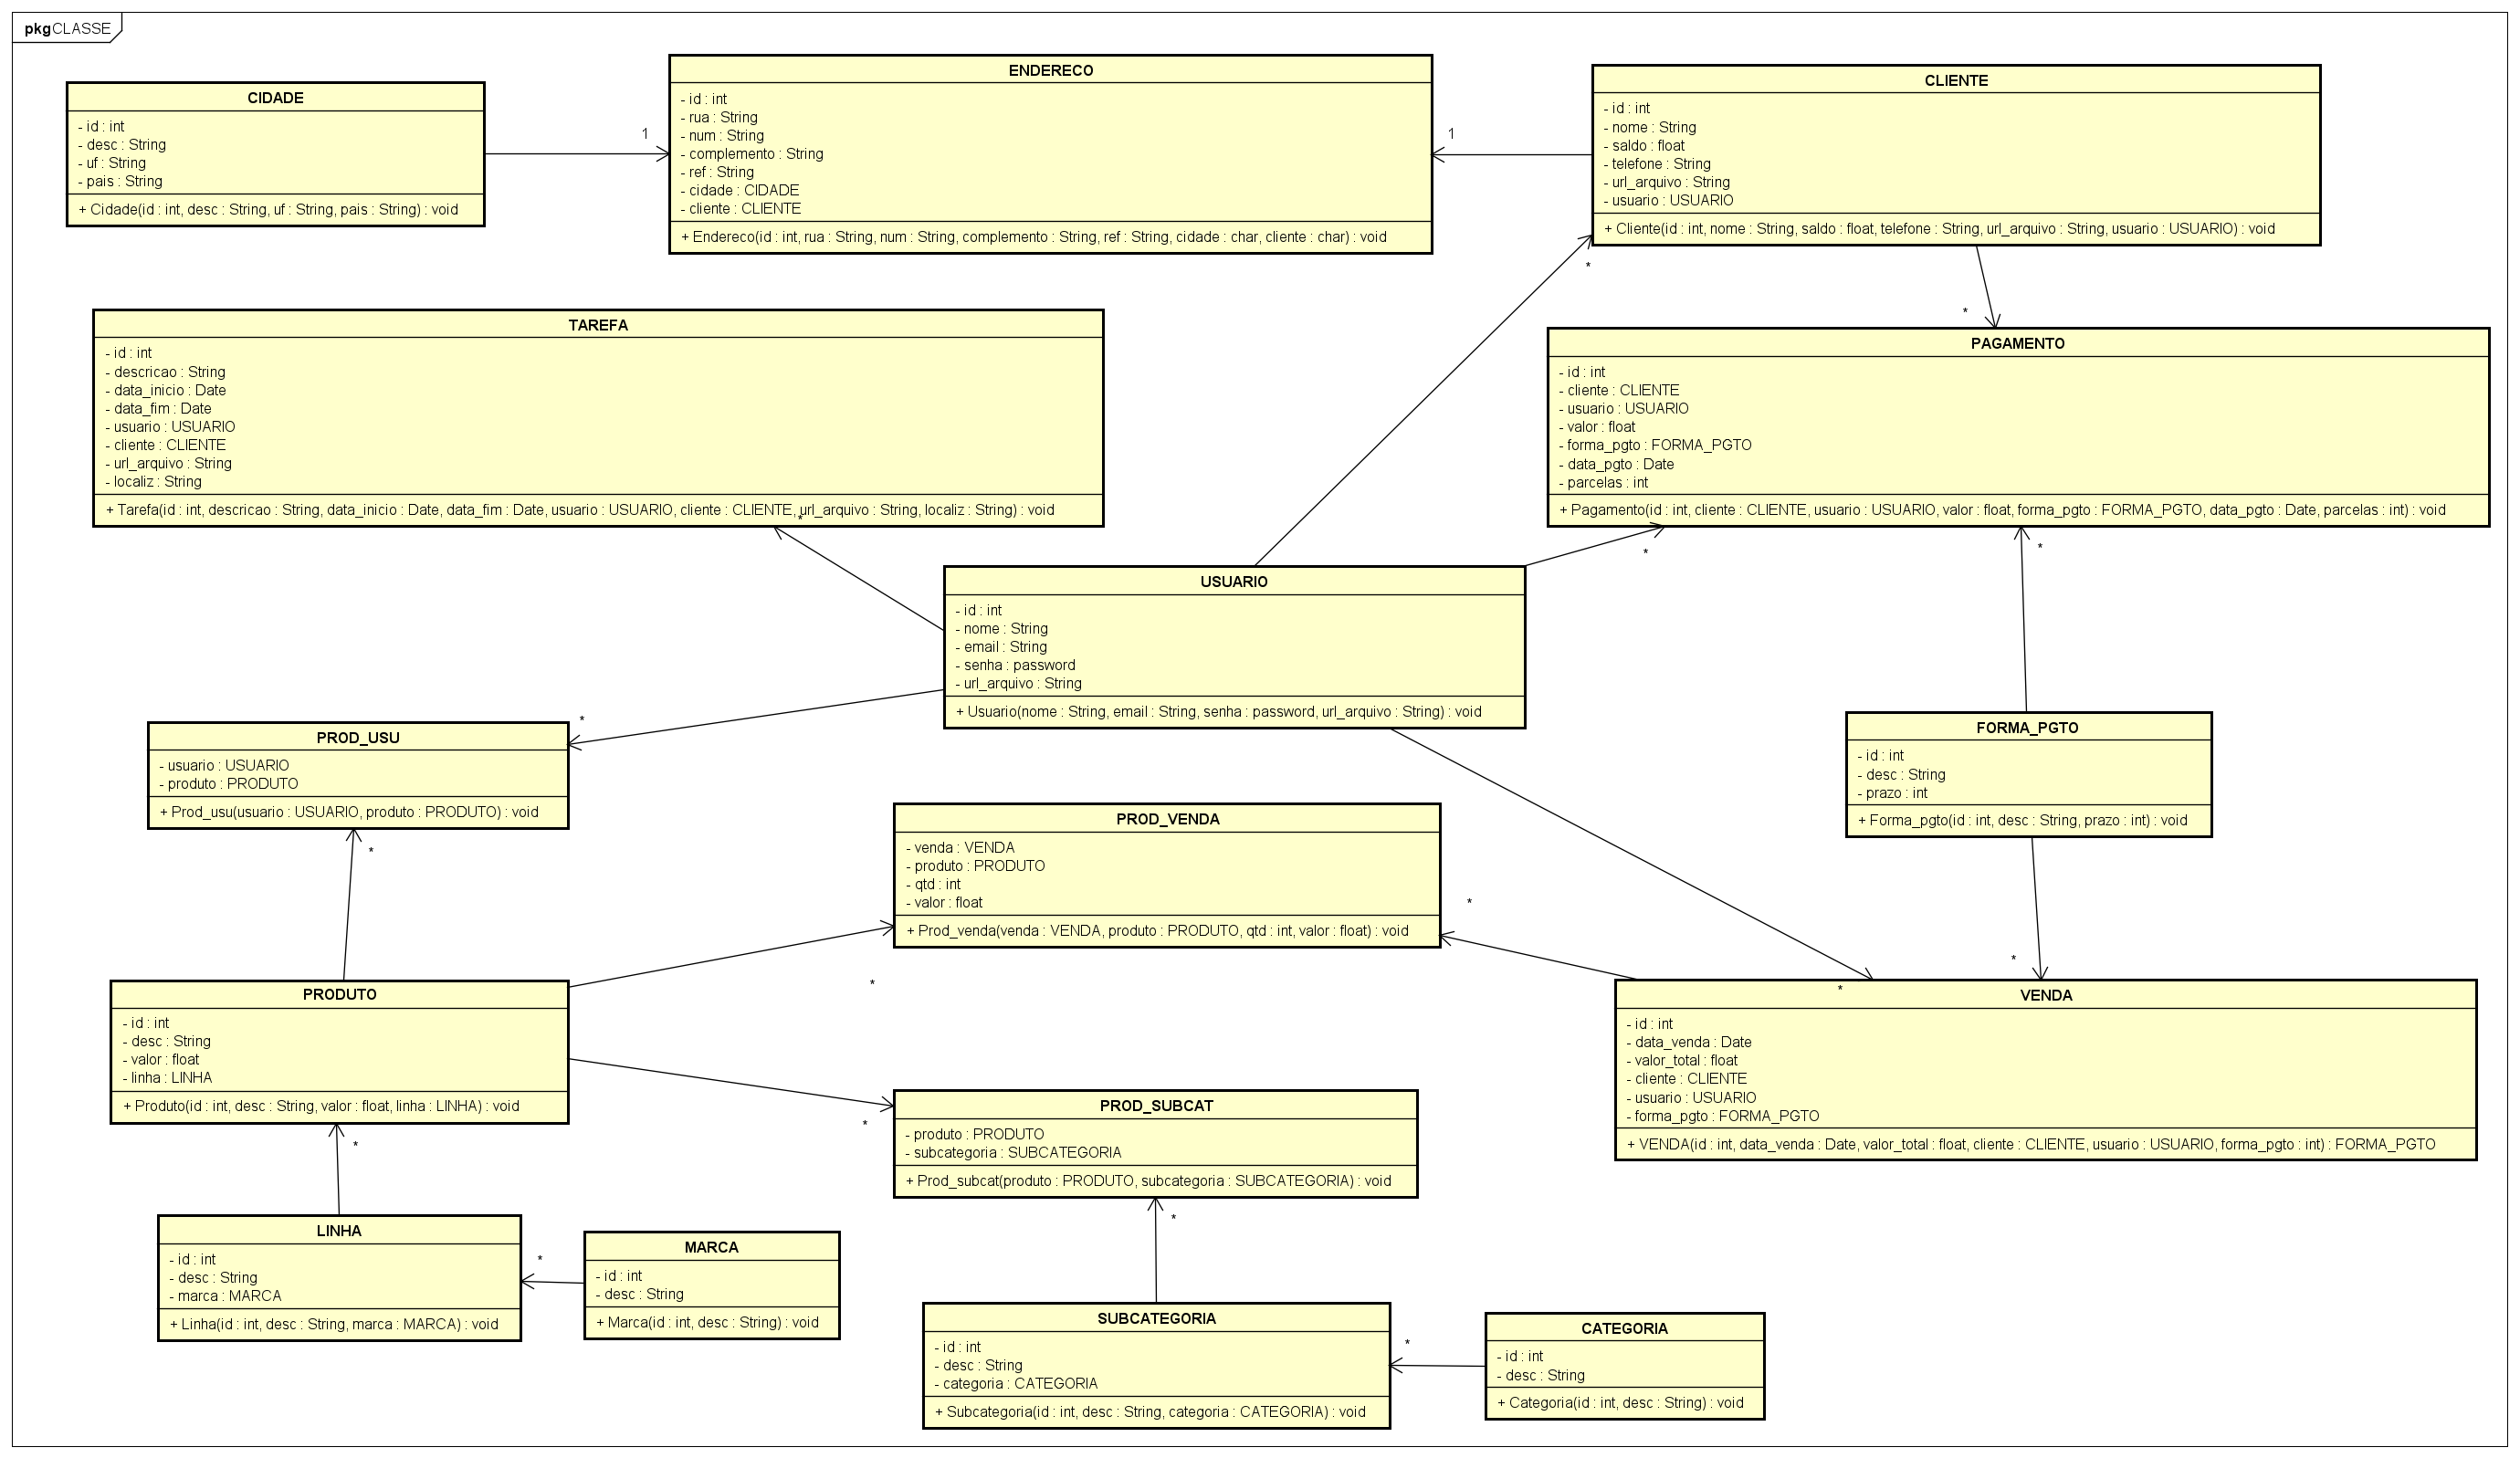 pkg CLASSE
CIDADE
- id : int
- desc : String
- uf : String
- pais : String
+ Cidade(id : int, desc : String, uf : String, pais : String) : void
1
ENDERECO
- id : int
- rua : String
- num : String
- complemento : String
- ref : String
- cidade : CIDADE
- cliente : CLIENTE
+ Endereco(id : int, rua : String, num : String, complemento : String, ref : String, cidade : char, cliente : char) : void
1
CLIENTE
- id : int
- nome : String
- saldo : float
- telefone : String
- url_arquivo : String
- usuario : USUARIO
+ Cliente(id : int, nome : String, saldo : float, telefone : String, url_arquivo : String, usuario : USUARIO) : void
*
*
TAREFA
- id : int
- descricao : String
- data_inicio : Date
- data_fim : Date
- usuario : USUARIO
- cliente : CLIENTE
- url_arquivo : String
- localiz : String
+ Tarefa(id : int, descricao : String, data_inicio : Date, data_fim : Date, usuario : USUARIO, cliente : CLIENTE, url_arquivo : String, localiz : String) : void
*
PAGAMENTO
- id : int
- cliente : CLIENTE
- usuario : USUARIO
- valor : float
- forma_pgto : FORMA_PGTO
- data_pgto : Date
- parcelas : int
+ Pagamento(id : int, cliente : CLIENTE, usuario : USUARIO, valor : float, forma_pgto : FORMA_PGTO, data_pgto : Date, parcelas : int) : void
*
*
USUARIO
- id : int
- nome : String
- email : String
- senha : password
- url_arquivo : String
+ Usuario(nome : String, email : String, senha : password, url_arquivo : String) : void
*
PROD_USU
- usuario : USUARIO
- produto : PRODUTO
+ Prod_usu(usuario : USUARIO, produto : PRODUTO) : void
*
FORMA_PGTO
- id : int
- desc : String
- prazo : int
+ Forma_pgto(id : int, desc : String, prazo : int) : void
PROD_VENDA
- venda : VENDA
- produto : PRODUTO
- qtd : int
- valor : float
+ Prod_venda(venda : VENDA, produto : PRODUTO, qtd : int, valor : float) : void
*
*
*
*
PRODUTO
- id : int
- desc : String
- valor : float
- linha : LINHA
+ Produto(id : int, desc : String, valor : float, linha : LINHA) : void
*
*
VENDA
- id : int
- data_venda : Date
- valor_total : float
- cliente : CLIENTE
- usuario : USUARIO
- forma_pgto : FORMA_PGTO
+ VENDA(id : int, data_venda : Date, valor_total : float, cliente : CLIENTE, usuario : USUARIO, forma_pgto : int) : FORMA_PGTO
PROD_SUBCAT
- produto : PRODUTO
- subcategoria : SUBCATEGORIA
+ Prod_subcat(produto : PRODUTO, subcategoria : SUBCATEGORIA) : void
*
LINHA
- id : int
- desc : String
- marca : MARCA
+ Linha(id : int, desc : String, marca : MARCA) : void
*
MARCA
- id : int
- desc : String
+ Marca(id : int, desc : String) : void
SUBCATEGORIA
- id : int
- desc : String
- categoria : CATEGORIA
+ Subcategoria(id : int, desc : String, categoria : CATEGORIA) : void
*
CATEGORIA
- id : int
- desc : String
+ Categoria(id : int, desc : String) : void